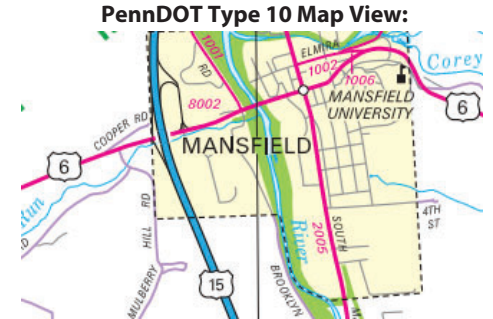 PennDOT Type 10 Map View:
1001
RD
ELMIRA
1002
Corey
1006
8002
MANSFIELD
UNIVERSITY
6
COOPER RD
MANSFIELD
6
Run
RD
HILL
MULBERRY
15
River
BROOKLYN
2005
SOUTH
4TH
ST